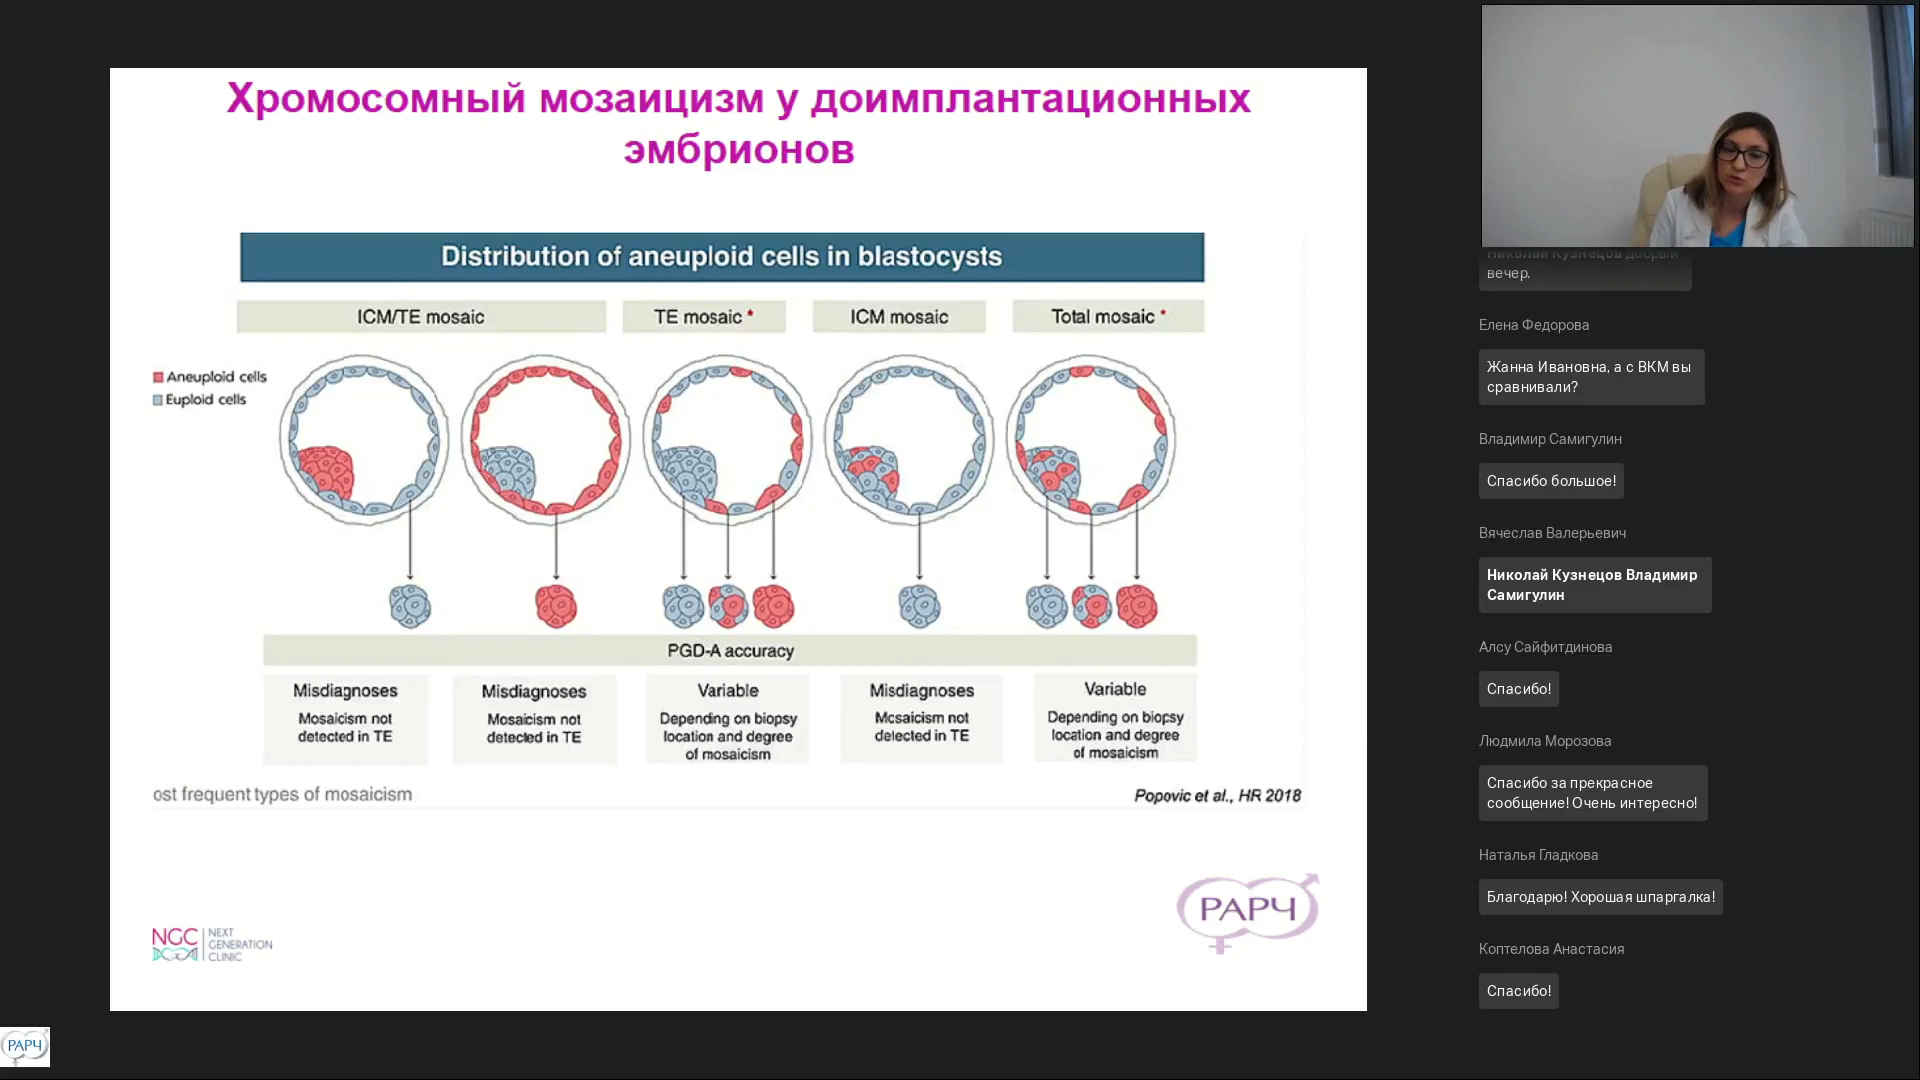 Хромосомный мозаицизм у доимплантационных
эмбрионов
Distribution of aneuploid cells in blastocysts
ICM/TE mosaic
TE mosaic *
ICM mosaic
Total mosaic *
Aneuploid cells
Euploid cells
PGD-A accuracy
Misdiagnoses
Mosaicism not
detected in TE
Misdiagnoses
Mosaicism not
detected in TE
Variable
Depending on biopsy
location and degree
of mosaicism
Misdiagnoses
Mosaicism not
detected in TE
Variable
Depending on biopsy
location and degree
of mosaicism
ost frequent types of mosaicism
Popovic et al., HR 2018
NGC
NEXT
GENERATION
CLINIC
РАРЧ
РАРЧ
Николай Кузнецов добрый
вечер.
Елена Федорова
Жанна Ивановна, а с ВКМ вы
сравнивали?
Владимир Самигулин
Спасибо большое!
Вячеслав Валерьевич
Николай Кузнецов Владимир
Самигулин
Алсу Сайфитдинова
Спасибо!
Людмила Морозова
Спасибо за прекрасное
сообщение! Очень интересно!
Наталья Гладкова
Благодарю! Хорошая шпаргалка!
Коптелова Анастасия
Спасибо!